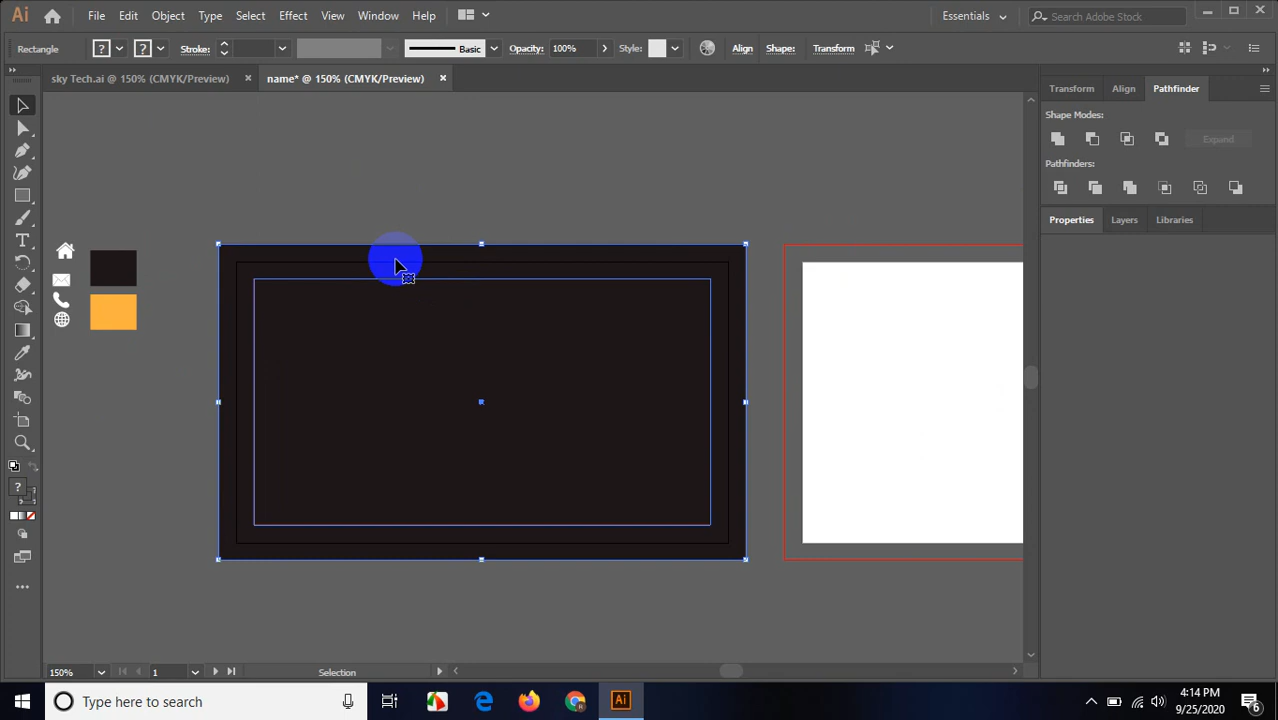 Ai File Edit Object Type Select Effect View Window Help Essentials Search Adobe Stock
Rectangle ? ? Stroke: Basic Opacity: 100% Style: Align Shape: Transform
sky Tech.ai @ 150% (CMYK/Preview) × name* @ 150% (CMYK/Preview) ×
Transform Align Pathfinder
Shape Modes:
Expand
Pathfinders:
Properties Layers Libraries
?
150% 1 Selection
Type here to search
Ai
4:14 PM
9/25/2020
6